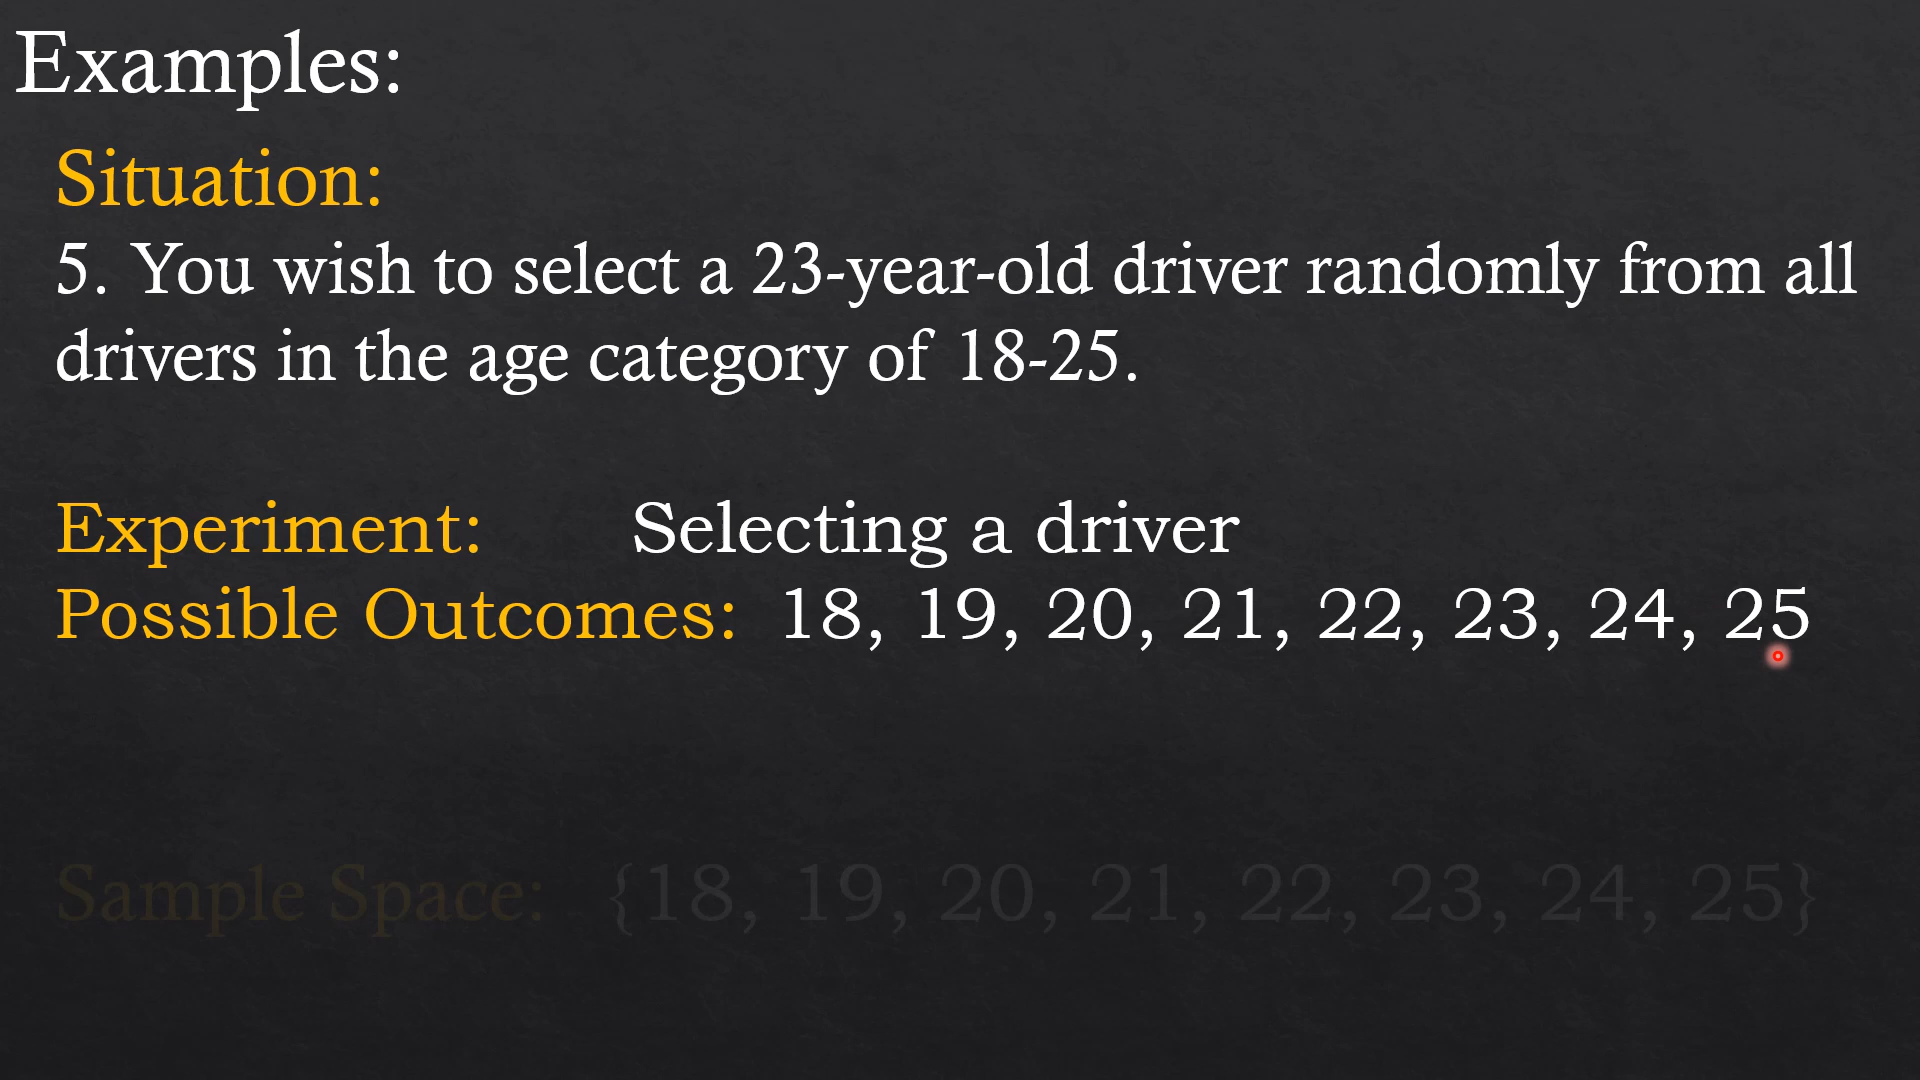 Examples:
Situation:
5. You wish to select a 23-year-old driver randomly from all
drivers in the age category of 18-25.
Experiment: Selecting a driver
Possible Outcomes: 18, 19, 20, 21, 22, 23, 24, 25
Sample Space: {18, 19, 20, 21, 22, 23, 24, 25}